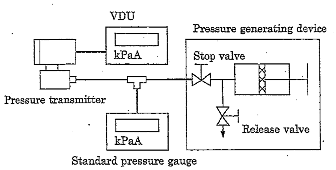 VDU
kPaA
Pressure generating device
Stop valve
Pressure transmitter
kPaA
Release valve
Standard pressure gauge